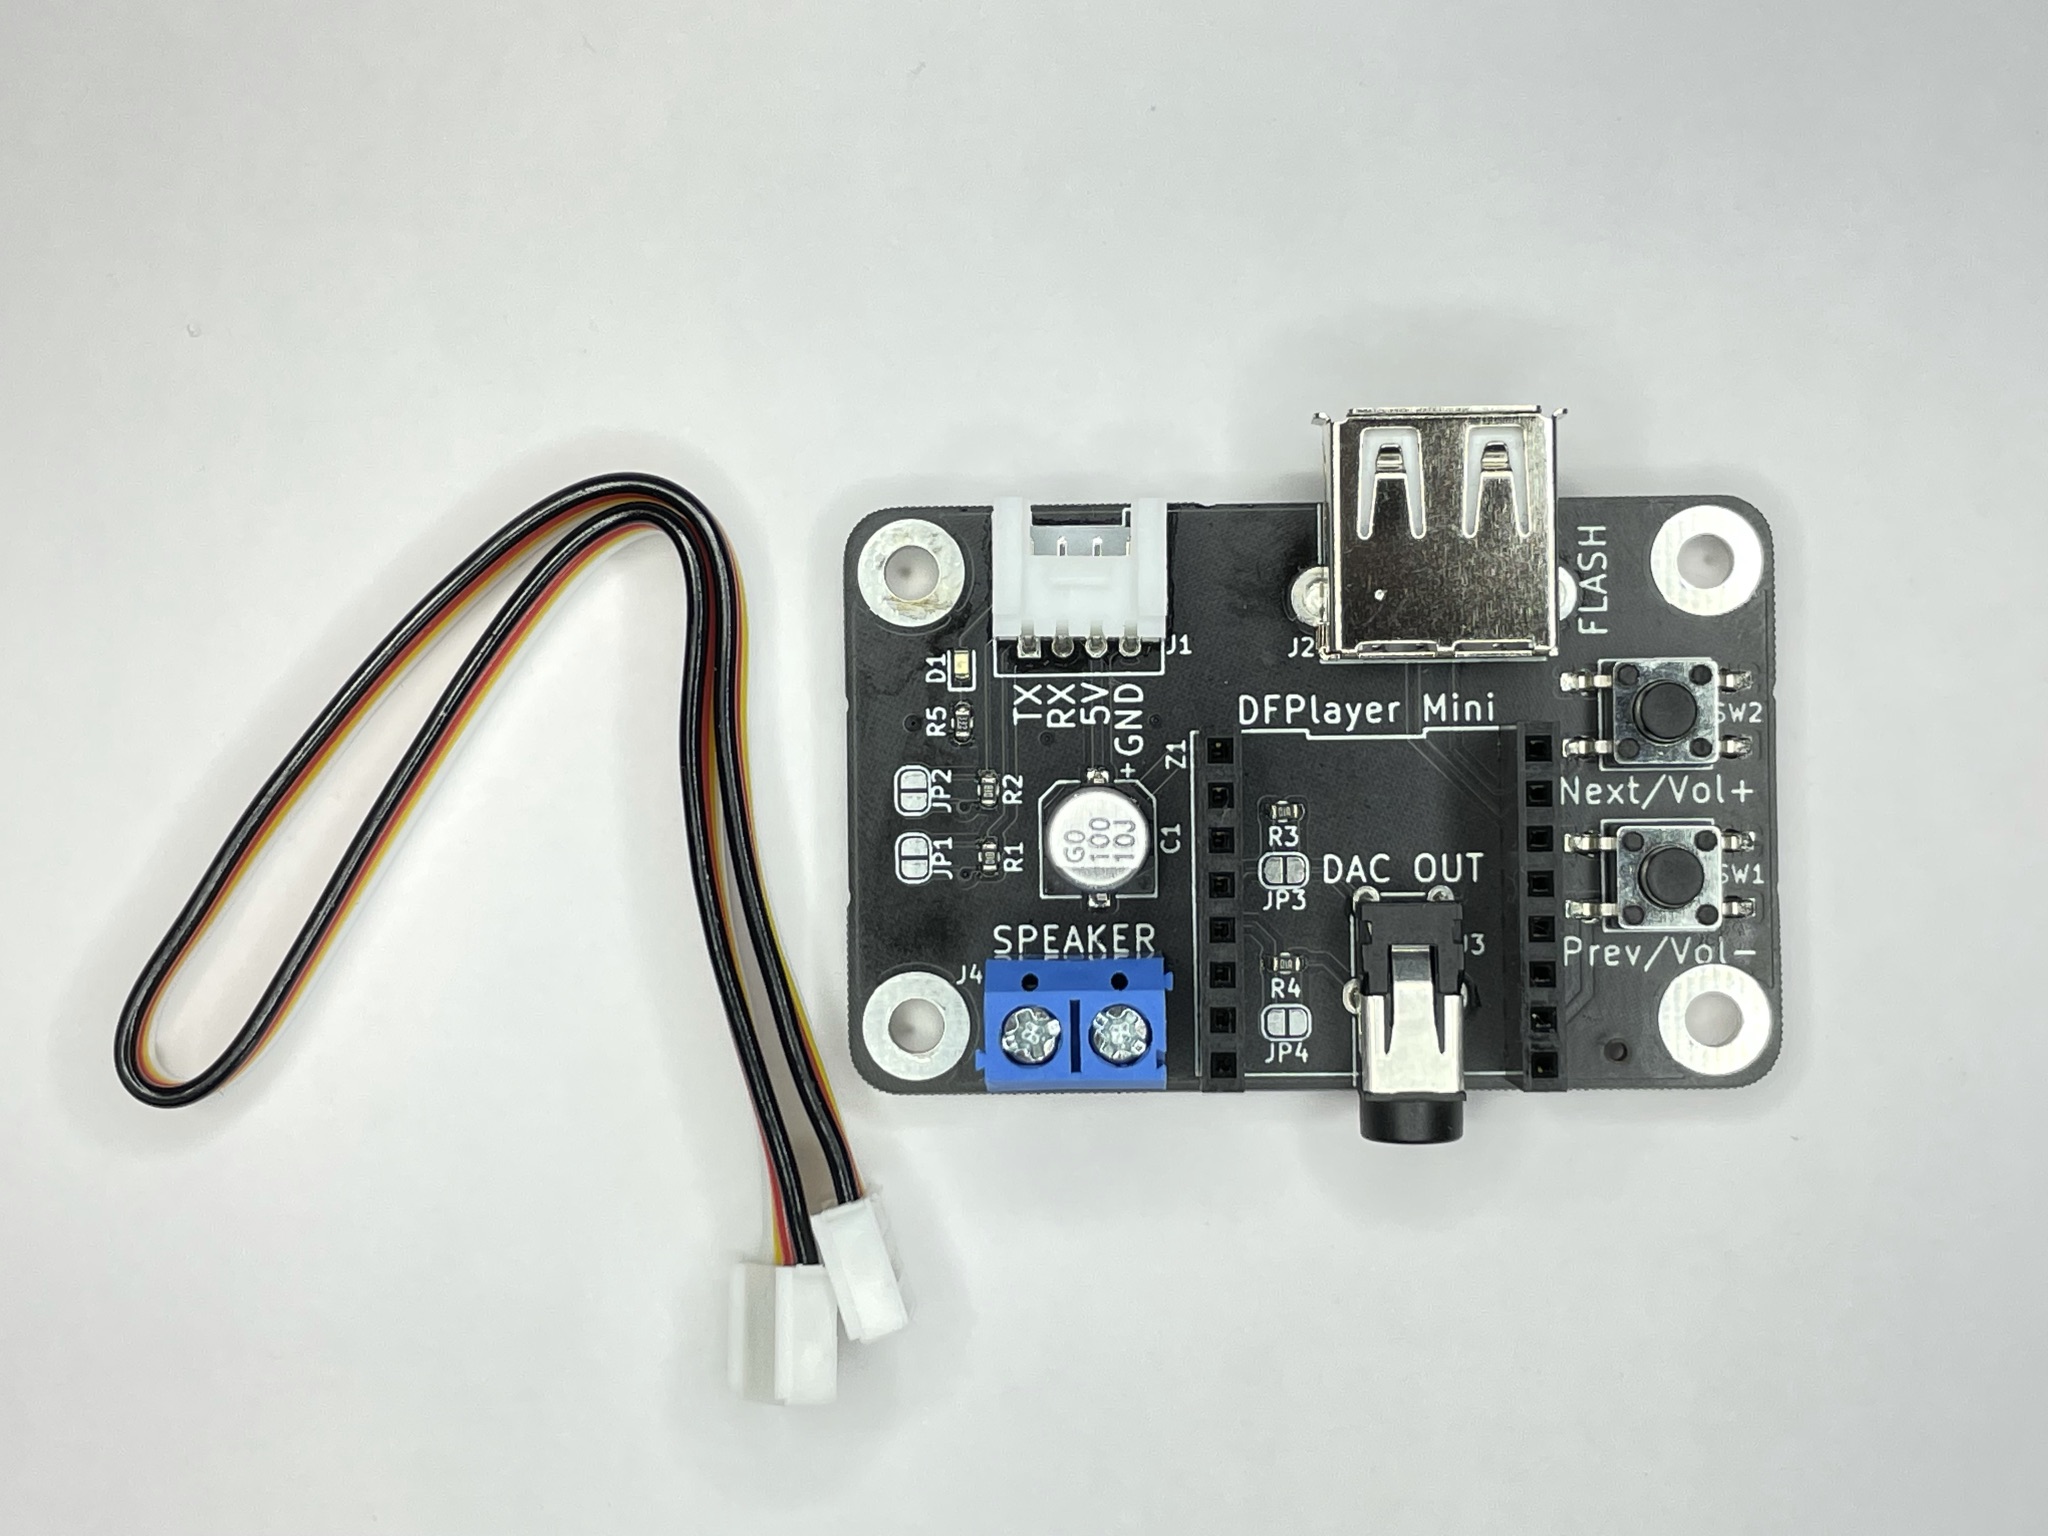 FLASH
J1
J2
D1
TX
RX
5V
+GND
R5
DFPlayer Mini
SW2
Z1
JP2
R2
Next/Vol+
G0
100
10J
C1
R3
JP1
R1
DAC OUT
SW1
JP3
SPEAKER
J3
Prev/Vol-
J4
R4
JP4